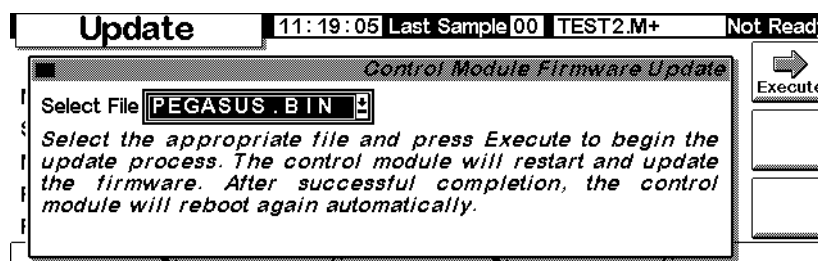 Update
11:19:05 Last Sample 00 TEST2.M+ Not Ready
Control Module Firmware Update
Execute
Select File PEGASUS.BIN
Select the appropriate file and press Execute to begin the
update process. The control module will restart and update
the firmware. After successful completion, the control
module will reboot again automatically.